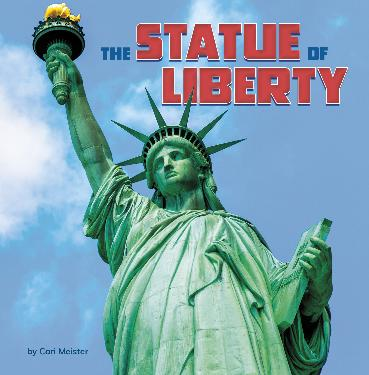 THE STATUE OF
LIBERTY
by Cari Meister